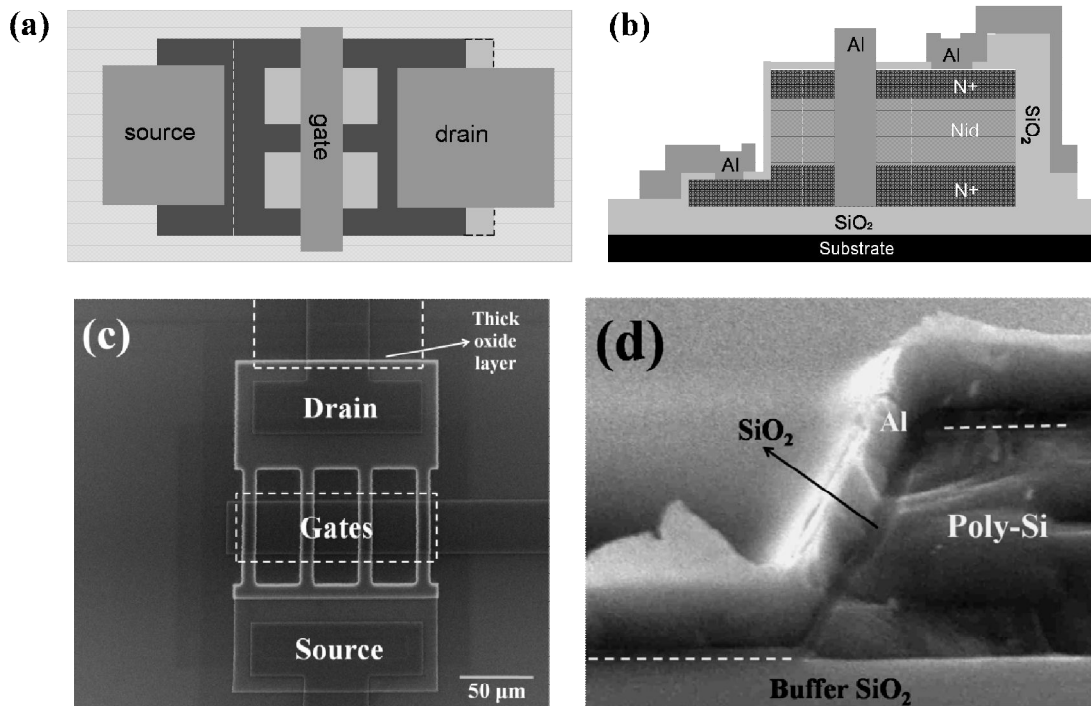 (a)
source
gate
drain
(b)
Al
Al
N+
Nid
SiO₂
Al
N+
SiO₂
Substrate
(c)
Thick
oxide
layer
Drain
Gates
Source
50 µm
(d)
SiO₂
Al
Poly-Si
Buffer SiO₂